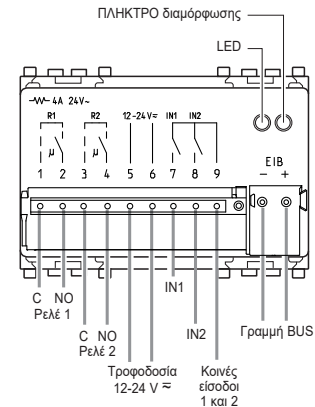 ΠΛΗΚΤΡΟ διαμόρφωσης
LED
4A 24V~
R1 R2 12-24V≂ IN1 IN2
μ μ
EIB
− +
1 2 3 4 5 6 7 8 9
C NO
Ρελέ 1
C NO
Ρελέ 2
Τροφοδοσία
12-24 V ≂
IN1
IN2
Κοινές
είσοδοι
1 και 2
Γραμμή BUS